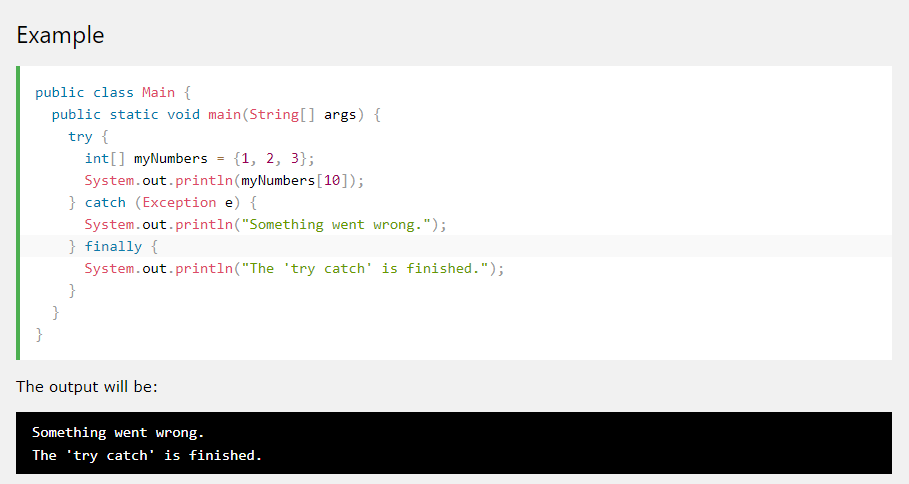 Example
public class Main {
  public static void main(String[] args) {
    try {
      int[] myNumbers = {1, 2, 3};
      System.out.println(myNumbers[10]);
    } catch (Exception e) {
      System.out.println("Something went wrong.");
    } finally {
      System.out.println("The 'try catch' is finished.");
    }
  }
}
The output will be:
Something went wrong.
The 'try catch' is finished.